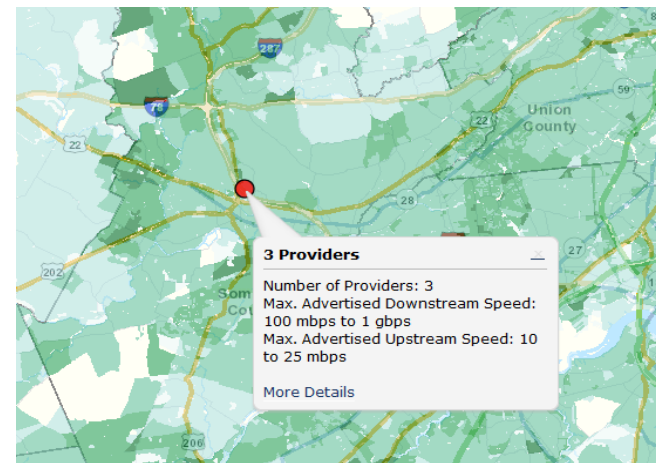 287
78
22
22
59
Union
County
28
27
202
206
3 Providers
Number of Providers: 3
Max. Advertised Downstream Speed:
100 mbps to 1 gbps
Max. Advertised Upstream Speed: 10
to 25 mbps
More Details